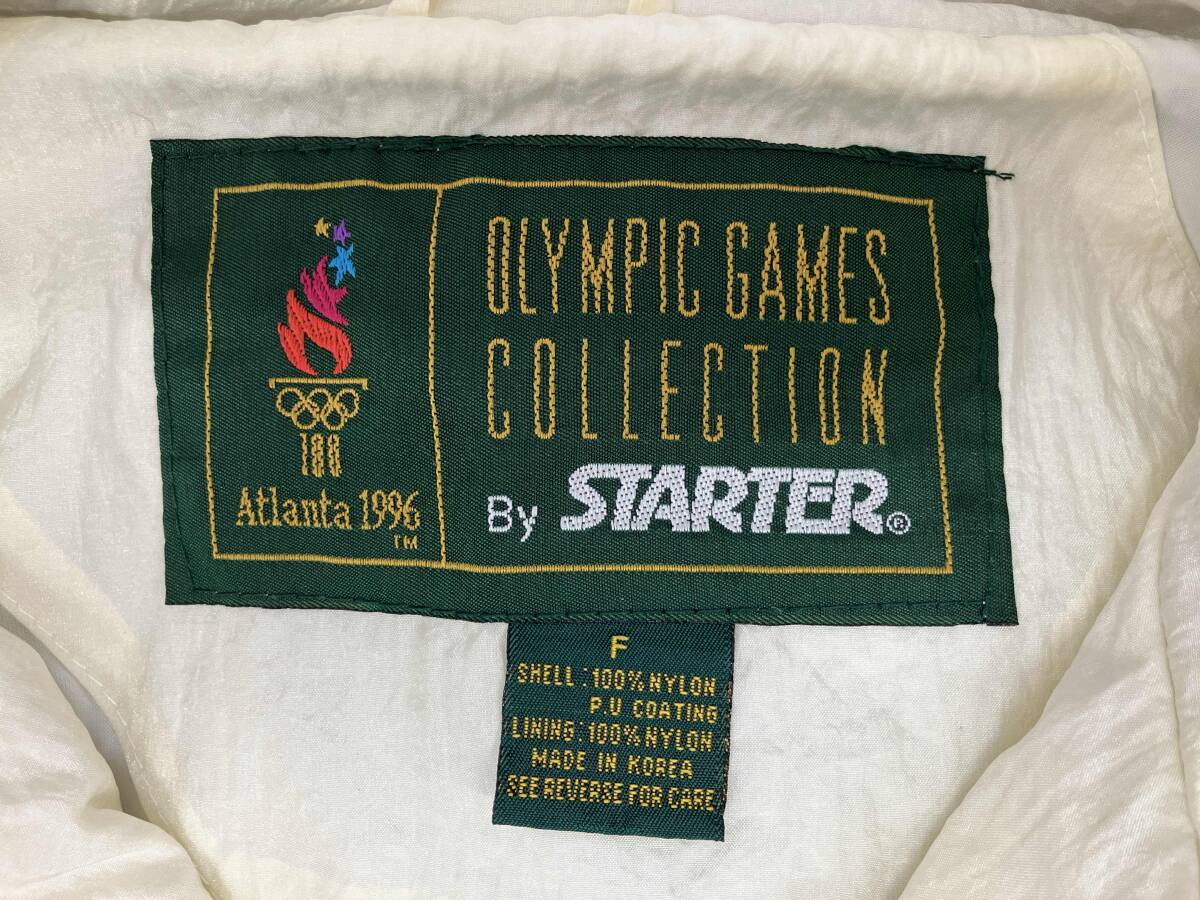 100
Atlanta 1996
TM
OLYMPIC GAMES
COLLECTION
By STARTER®
F
SHELL: 100% NYLON
P.U COATING
LINING: 100% NYLON
MADE IN KOREA
SEE REVERSE FOR CARE